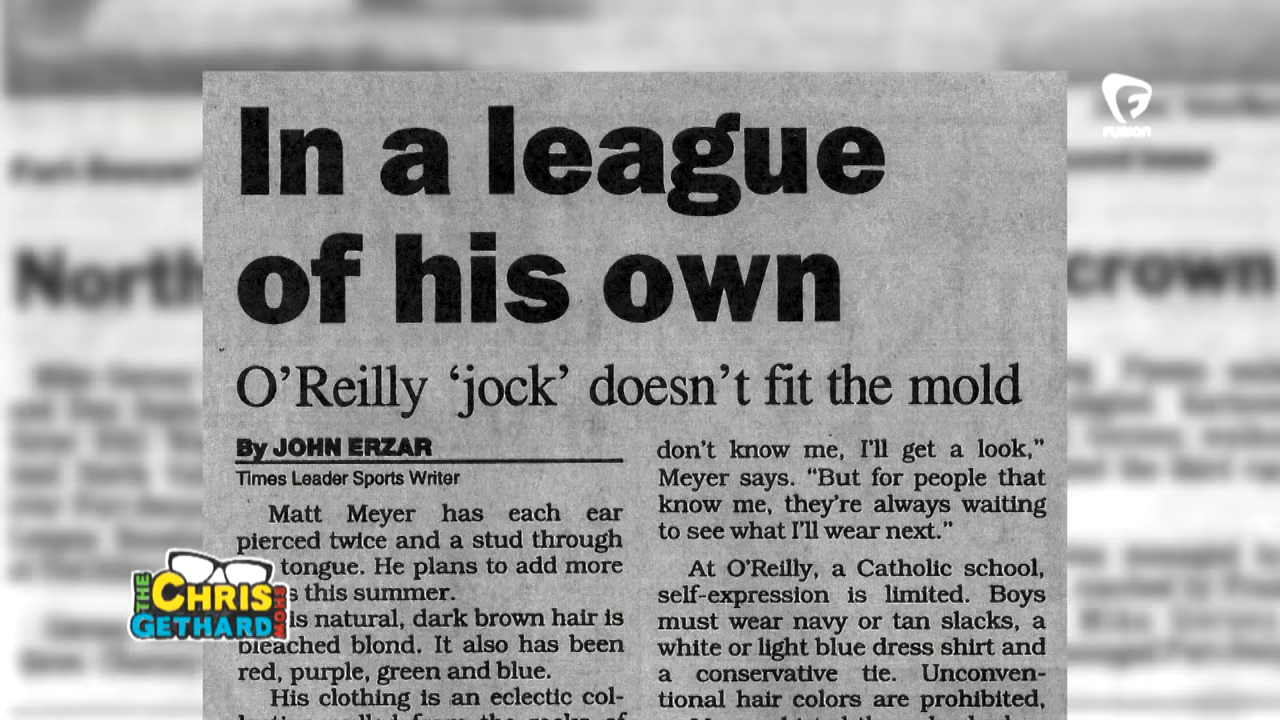 In a league
of his own
O'Reilly 'jock' doesn't fit the mold
By JOHN ERZAR
Times Leader Sports Writer
Matt Meyer has each ear
pierced twice and a stud through
tongue. He plans to add more
this summer.
natural, dark brown hair is
bleached blond. It also has been
red, purple, green and blue.
His clothing is an eclectic col-
don't know me, I'll get a look,"
Meyer says. "But for people that
know me, they're always waiting
to see what I'll wear next."
At O'Reilly, a Catholic school,
self-expression is limited. Boys
must wear navy or tan slacks, a
white or light blue dress shirt and
a conservative tie. Unconven-
tional hair colors are prohibited,
North
crown
FUSION
THE CHRIS GETHARD SHOW